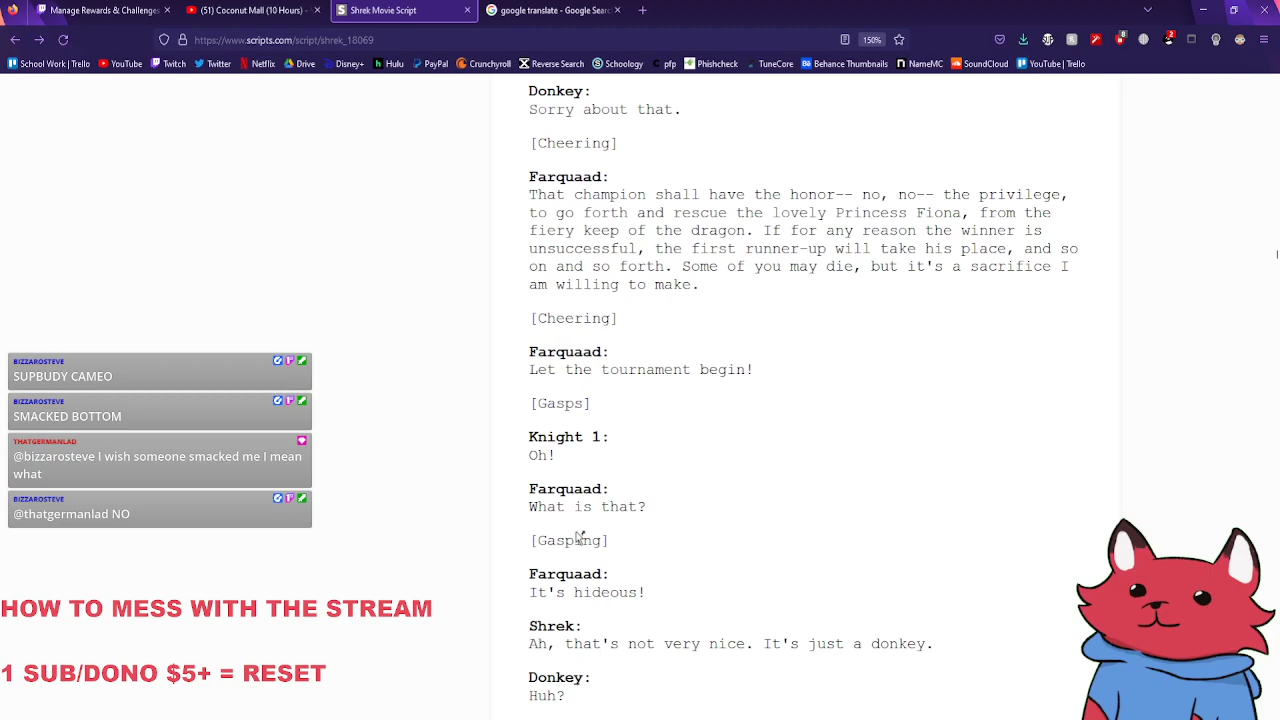 Manage Rewards & Challenges
(51) Coconut Mall (10 Hours) -
Shrek Movie Script
google translate - Google Sear
https://www.scripts.com/script/shrek_18069
150%
School Work | Trello
YouTube
Twitch
Twitter
Netflix
Drive
Disney+
Hulu
PayPal
Crunchyroll
Reverse Search
Schoology
pfp
Phishcheck
TuneCore
Behance Thumbnails
NameMC
SoundCloud
YouTube | Trello
Donkey:
Sorry about that.
[Cheering]
Farquaad:
That champion shall have the honor-- no, no-- the privilege,
to go forth and rescue the lovely Princess Fiona, from the
fiery keep of the dragon. If for any reason the winner is
unsuccessful, the first runner-up will take his place, and so
on and so forth. Some of you may die, but it's a sacrifice I
am willing to make.
[Cheering]
Farquaad:
Let the tournament begin!
[Gasps]
Knight 1:
Oh!
Farquaad:
What is that?
[Gasping]
Farquaad:
It's hideous!
Shrek:
Ah, that's not very nice. It's just a donkey.
Donkey:
Huh?
BIZZAROSTEVE
SUPBUDY CAMEO
BIZZAROSTEVE
SMACKED BOTTOM
THATGERMANLAD
@bizzarosteve I wish someone smacked me I mean
what
BIZZAROSTEVE
@thatgermanlad NO
HOW TO MESS WITH THE STREAM
1 SUB/DONO $5+ = RESET